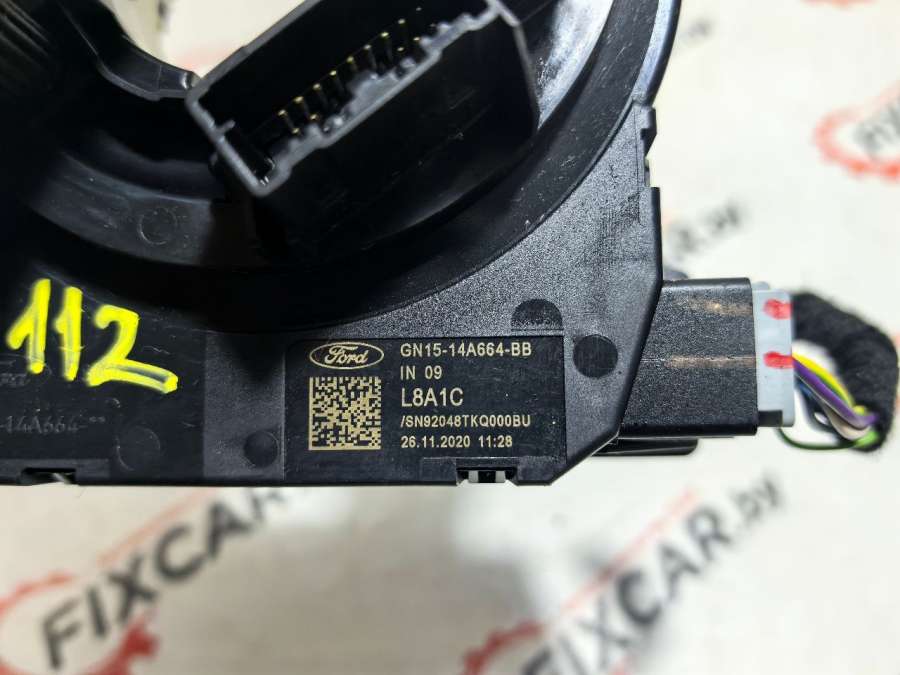 112
Ford
GN15-14A664-BB
IN 09
L8A1C
/SN92048TKQ000BU
26.11.2020 11:28
-14A664-
FIXCAR.by
FIXCAR.by